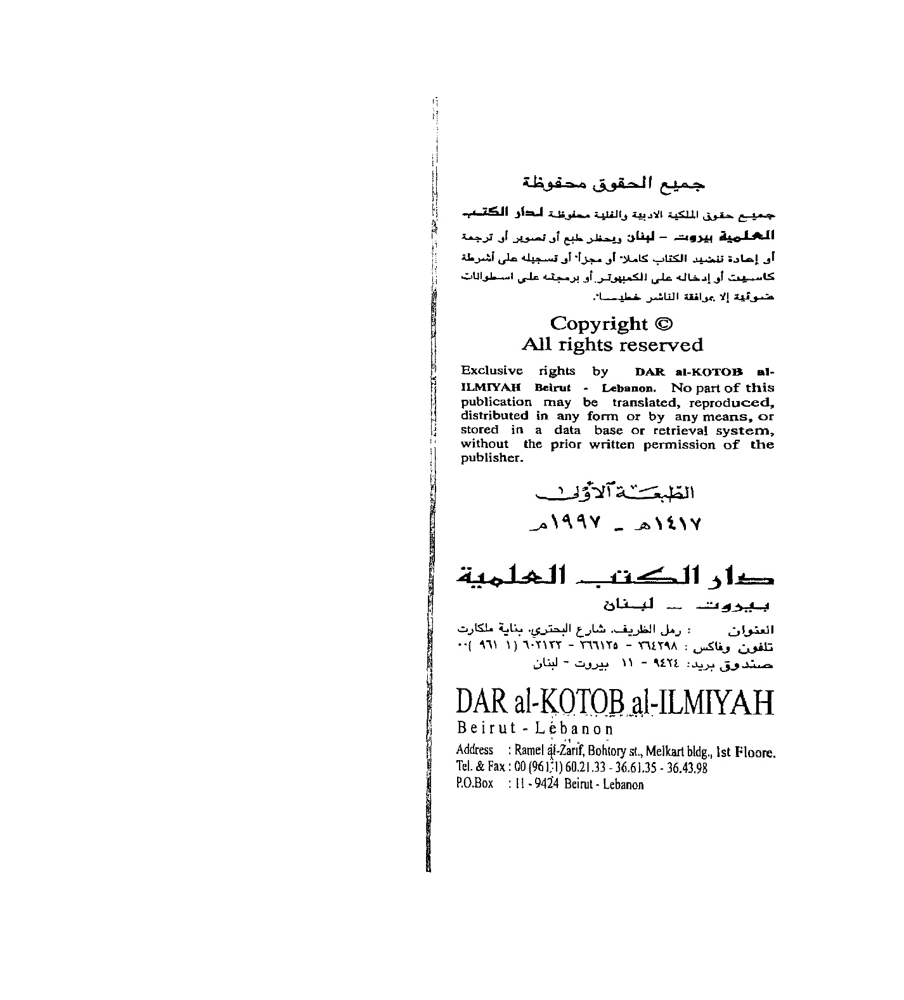 جميع الحقوق محفوظة
جميع حقوق الملكية الادبية والفنية محفوظة لدار الكتب
العلمية بيروت - لبنان ويحظر طبع أو تصوير أو ترجمة
أو إعادة تنضيد الكتاب كاملاً أو مجزأً أو تسجيله على أشرطة
كاسيت أو إدخاله على الكمبيوتر أو برمجته على اسطوانات
ضوئية إلا بموافقة الناشر خطياً.
Copyright ©
All rights reserved
Exclusive rights by DAR al-KOTOB al-
ILMIYAH Beirut - Lebanon. No part of this
publication may be translated, reproduced,
distributed in any form or by any means, or
stored in a data base or retrieval system,
without the prior written permission of the
publisher.
الطّبعَة الأولى
١٤١٧هـ - ١٩٩٧م
دار الكتب العلمية
بيروت - لبنان
العنوان : رمل الظريف، شارع البحتري، بناية ملكارت
تلفون وفاكس : ٣٦٤٣٩٨ - ٣٦٦١٣٥ - ٦٠٢١٣٣ (١ ٩٦١ )٠٠
صندوق بريد: ٩٤٢٤ - ١١ بيروت - لبنان
DAR al-KOTOB al-ILMIYAH
Beirut - Lebanon
Address : Ramel al-Zarif, Bohtory st., Melkart bldg., 1st Floore.
Tel. & Fax : 00 (961 1) 60.21.33 - 36.61.35 - 36.43.98
P.O.Box : 11 - 9424 Beirut - Lebanon